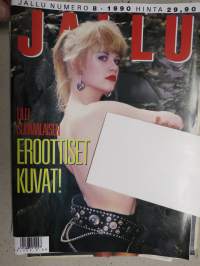 JALLU NUMERO 8 - 1990 HINTA 29,90
JALLU
EROOTTISET
KUVAT!